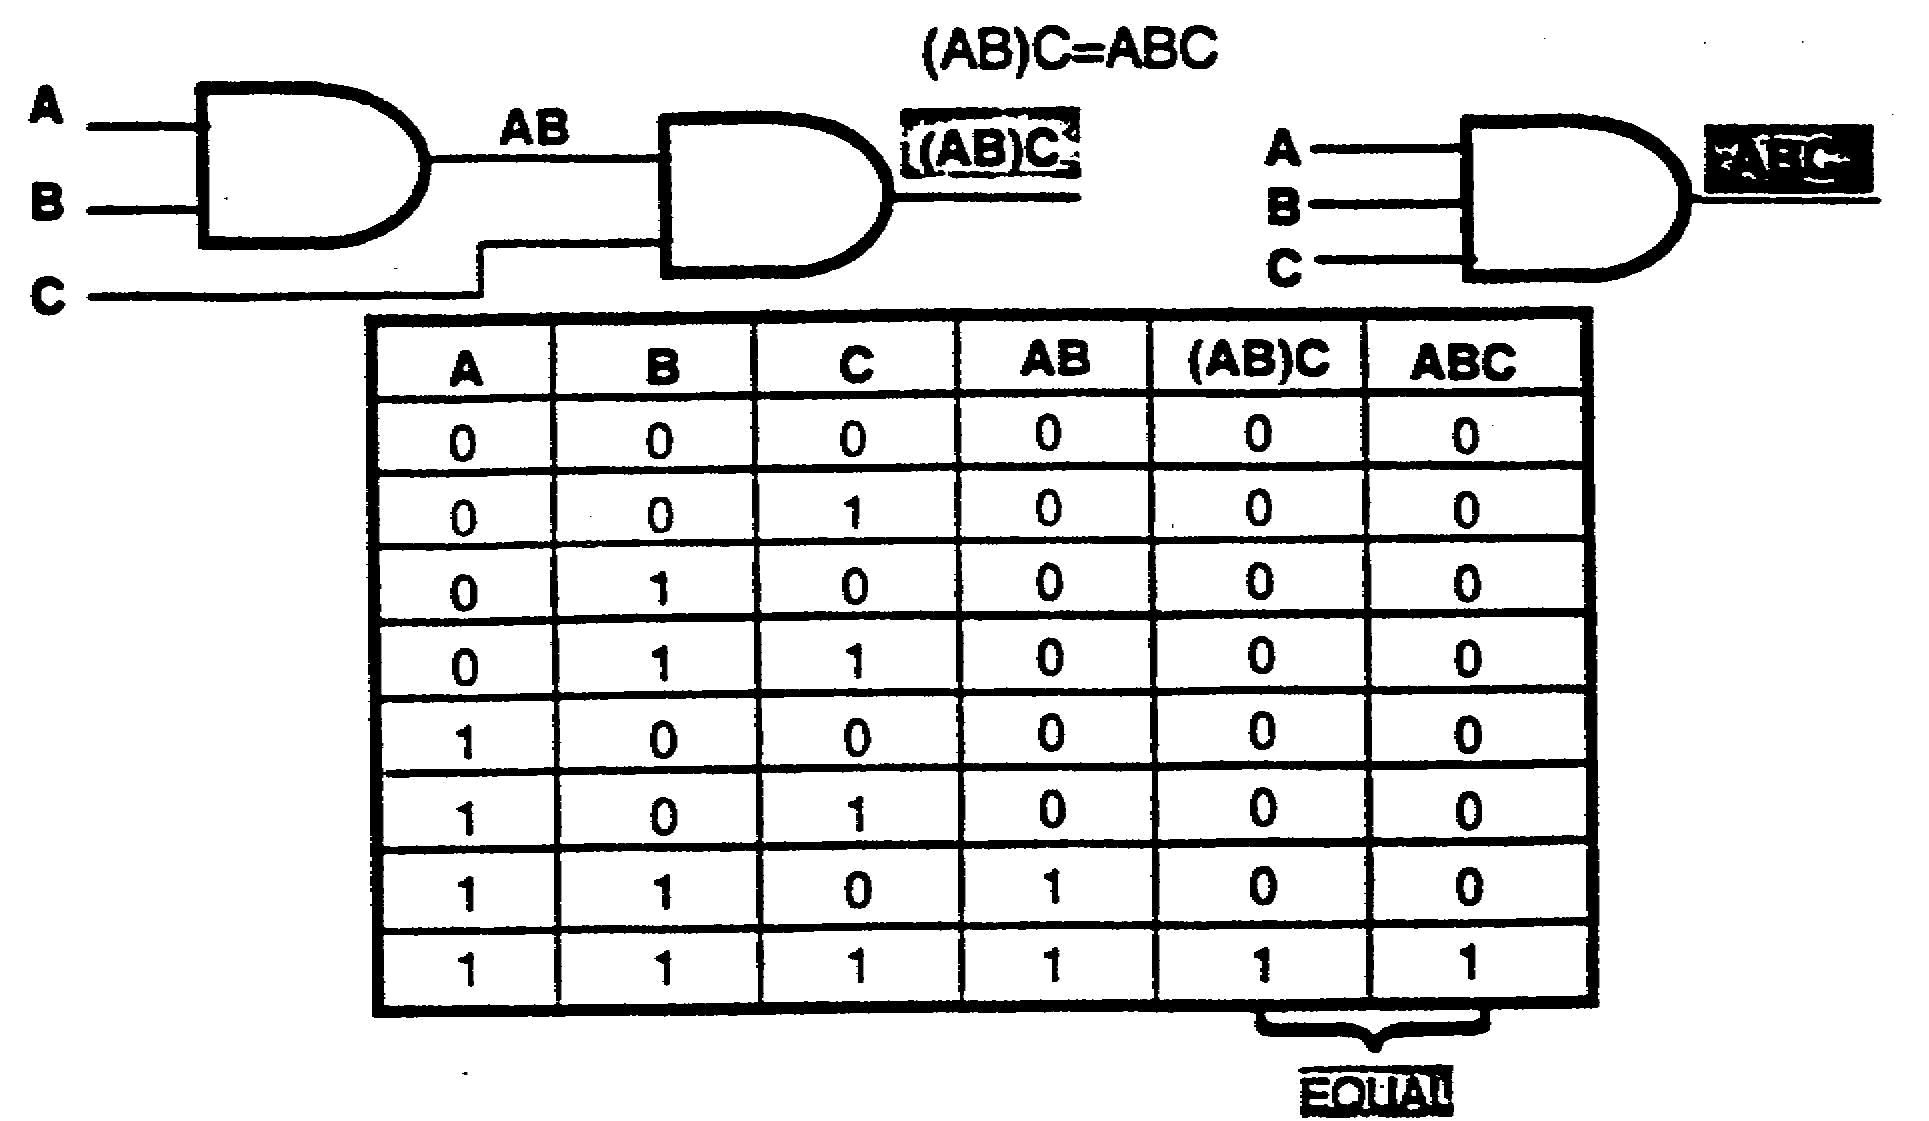 (AB)C=ABC
A
B
C
AB
(AB)C
A
B
C
ABC
A B C AB (AB)C ABC
0 0 0 0 0 0
0 0 1 0 0 0
0 1 0 0 0 0
0 1 1 0 0 0
1 0 0 0 0 0
1 0 1 0 0 0
1 1 0 1 0 0
1 1 1 1 1 1
EQUAL